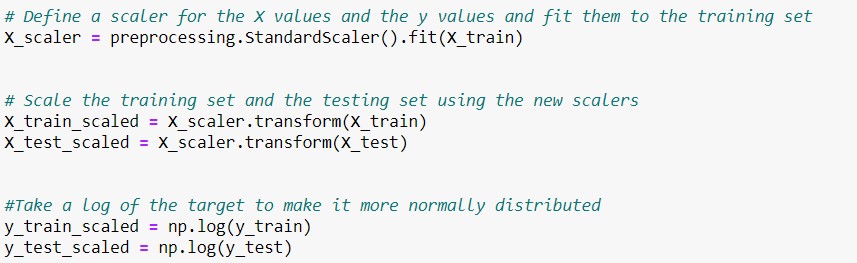 # Define a scaler for the X values and the y values and fit them to the training set
X_scaler = preprocessing.StandardScaler().fit(X_train)
# Scale the training set and the testing set using the new scalers
X_train_scaled = X_scaler.transform(X_train)
X_test_scaled = X_scaler.transform(X_test)
#Take a log of the target to make it more normally distributed
y_train_scaled = np.log(y_train)
y_test_scaled = np.log(y_test)